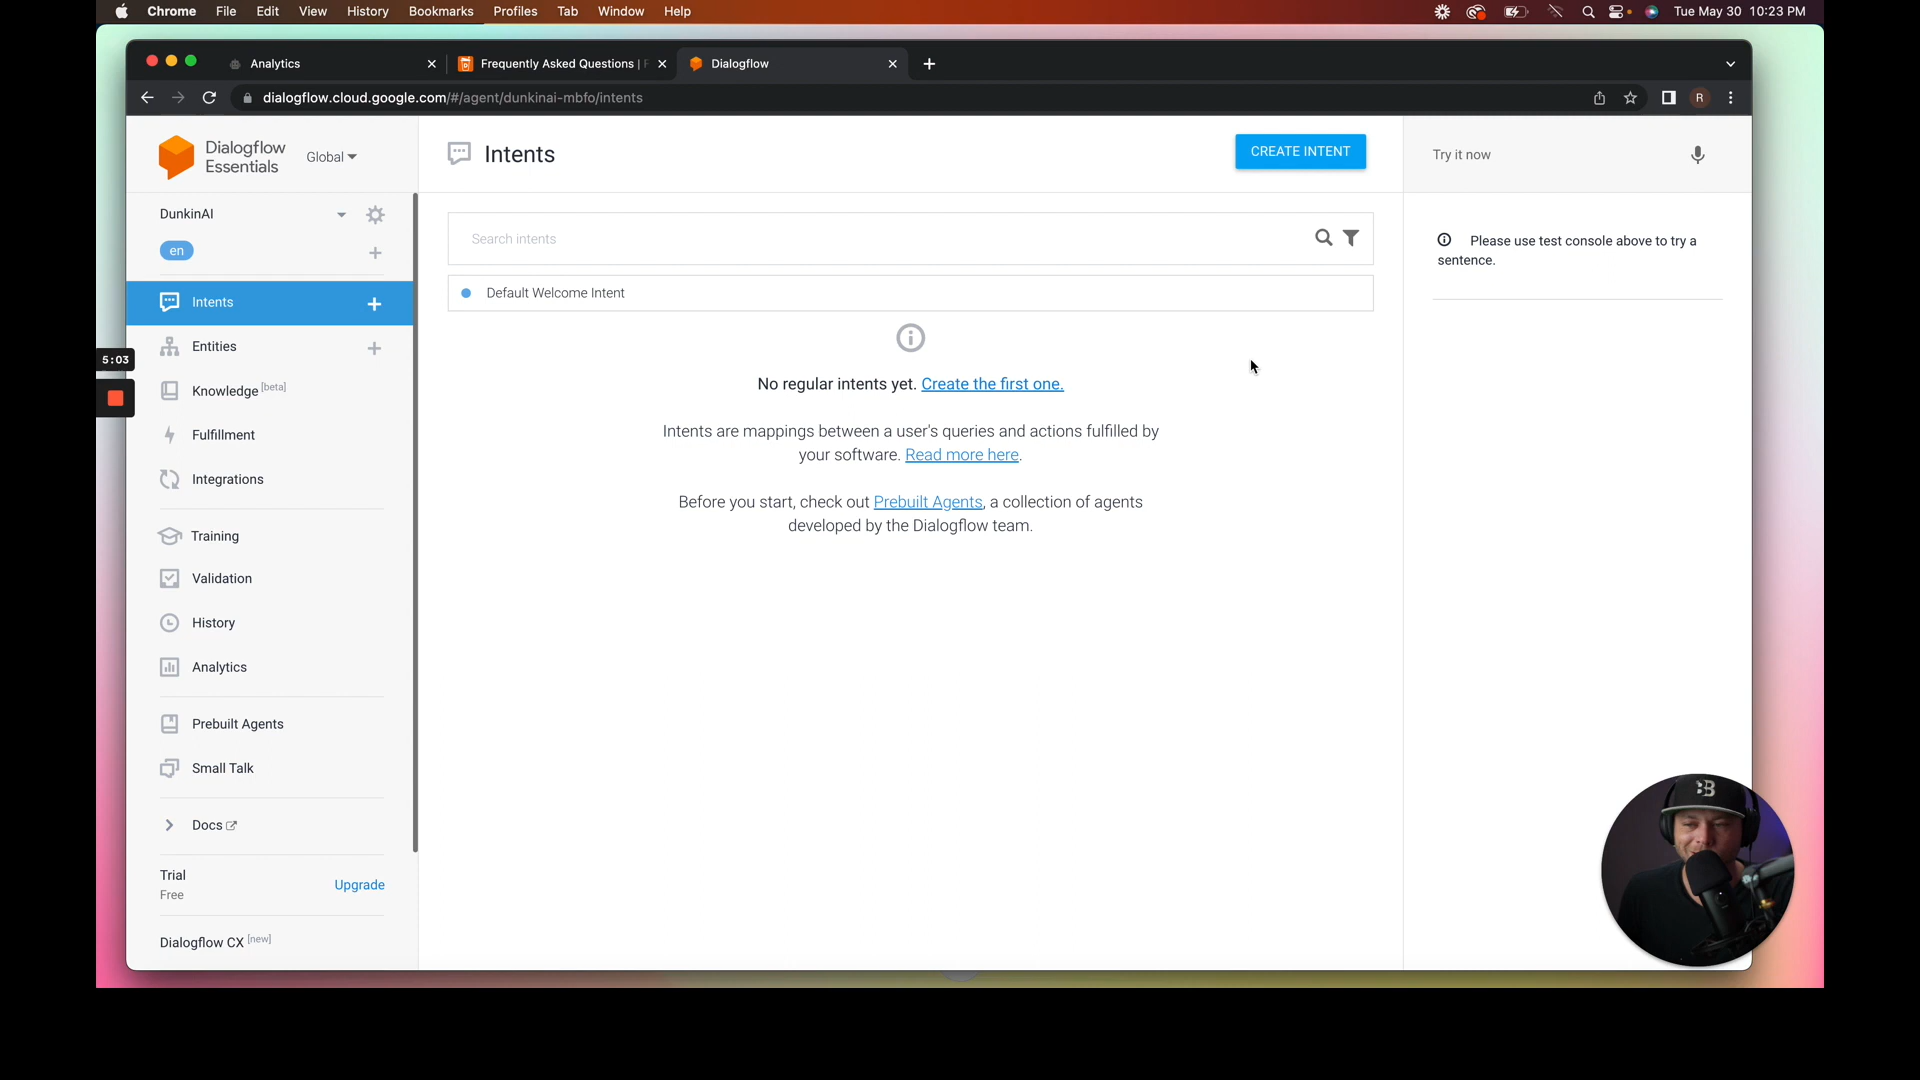 Chrome File Edit View History Bookmarks Profiles Tab Window Help Tue May 30 10:23 PM
Analytics
Frequently Asked Questions |
Dialogflow
dialogflow.cloud.google.com/#/agent/dunkinai-mbfo/intents
R
Dialogflow
Essentials
Global
Intents
CREATE INTENT
Try it now
DunkinAI
en
Search intents
Please use test console above to try a
sentence.
Intents
Default Welcome Intent
Entities
5:03
No regular intents yet. Create the first one.
Knowledge [beta]
Fulfillment
Intents are mappings between a user's queries and actions fulfilled by
your software. Read more here.
Integrations
Before you start, check out Prebuilt Agents, a collection of agents
developed by the Dialogflow team.
Training
Validation
History
Analytics
Prebuilt Agents
Small Talk
Docs
Trial
Free
Upgrade
Dialogflow CX [new]
B